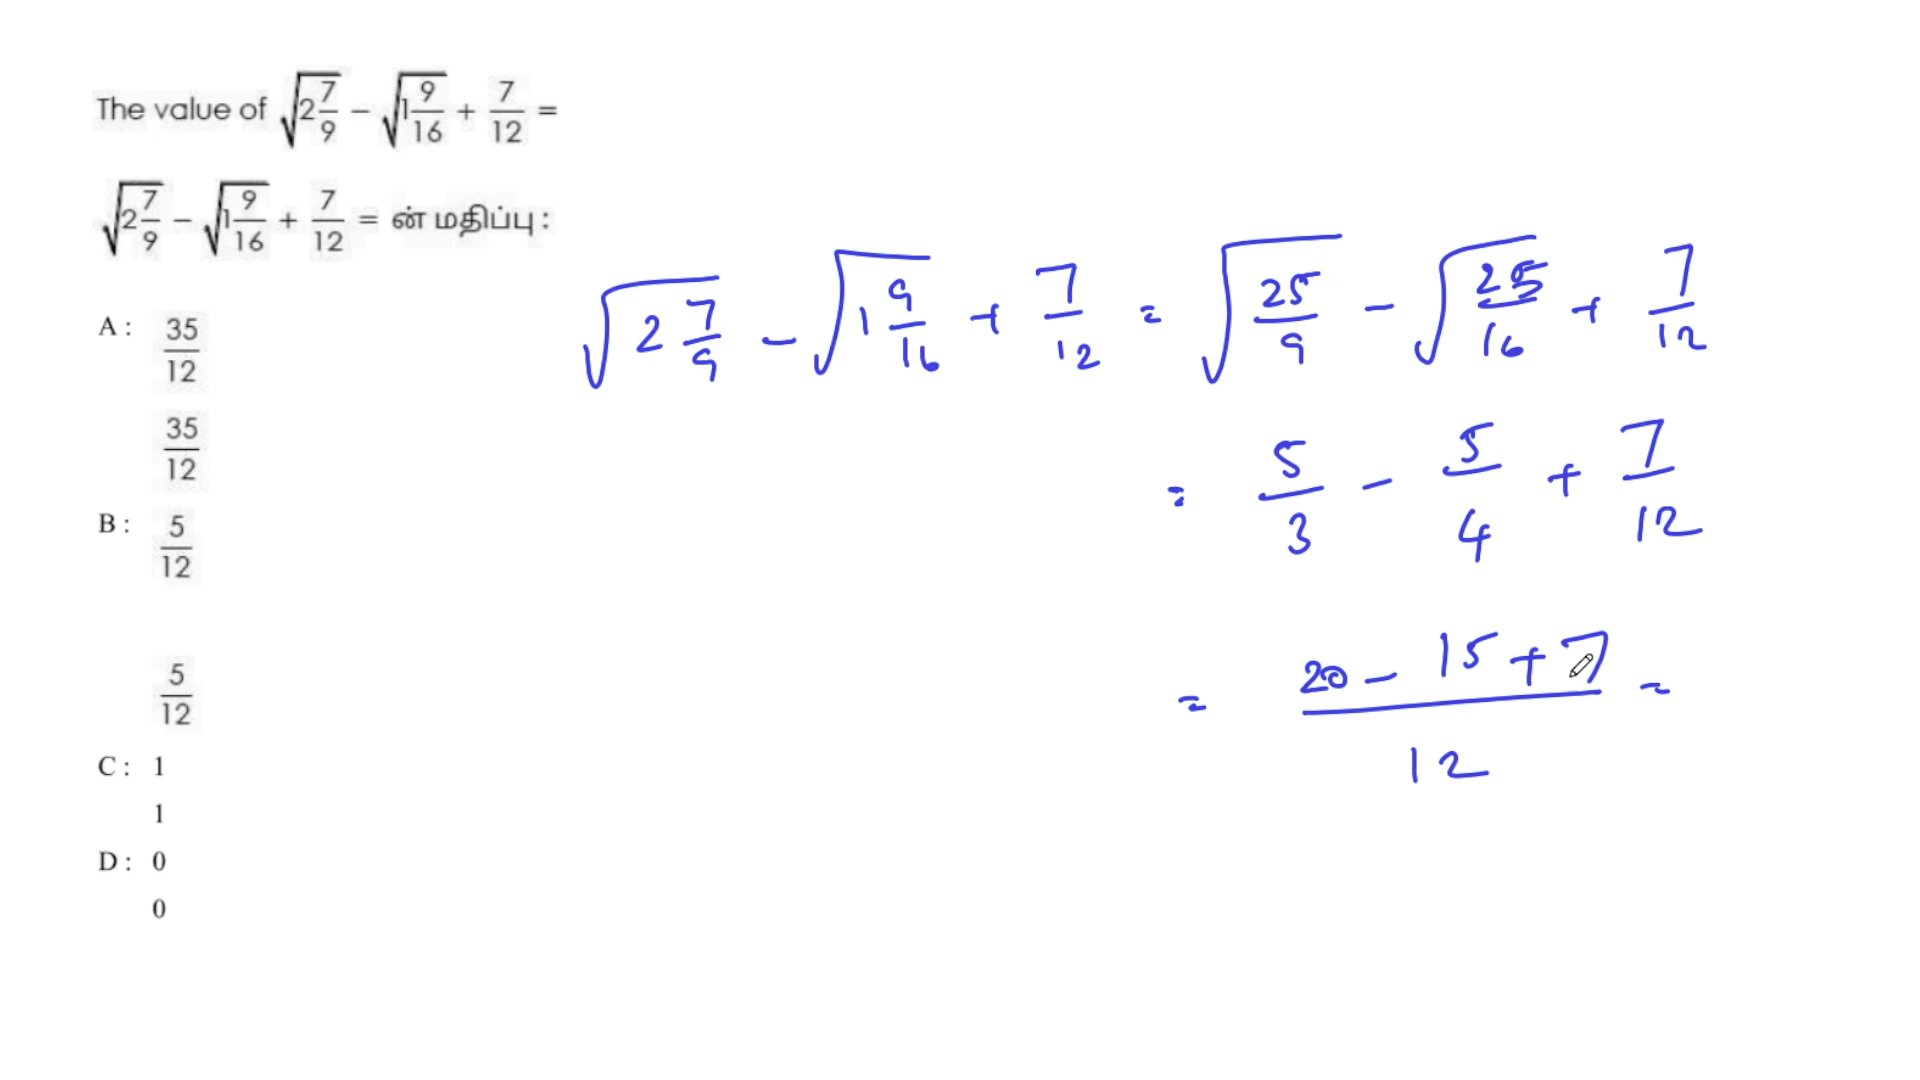 The value of √(2 7/9) − √(1 9/16) + 7/12 =
√(2 7/9) − √(1 9/16) + 7/12 = ன் மதிப்பு :
√(2 7/9) − √(1 9/16) + 7/12 = √(25/9) − √(25/16) + 7/12
A : 35/12
35/12
= 5/3 − 5/4 + 7/12
B : 5/12
5/12
= (20 − 15 + 7)/12 =
C : 1
1
D : 0
0